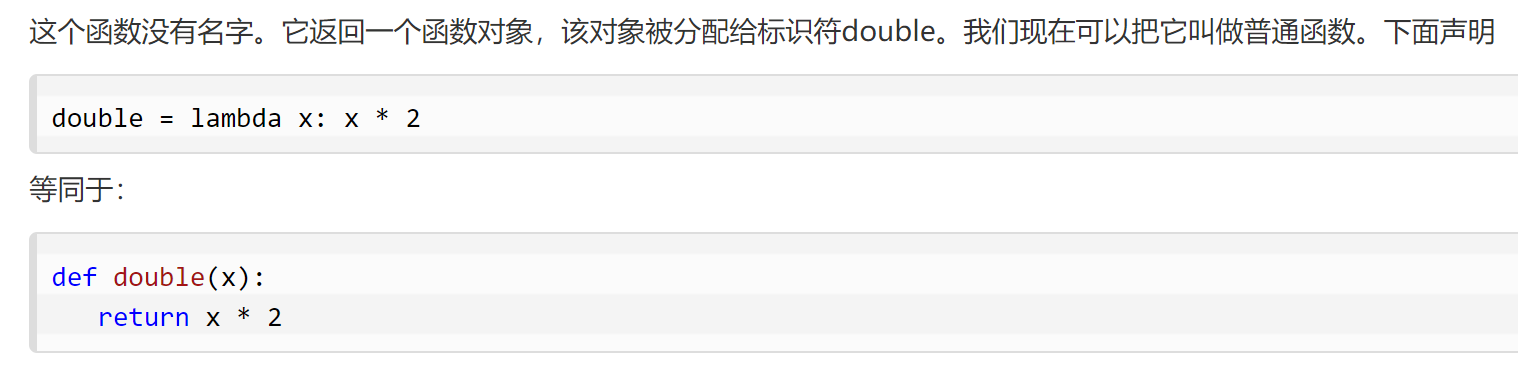 这个函数没有名字。它返回一个函数对象，该对象被分配给标识符double。我们现在可以把它叫做普通函数。下面声明
double = lambda x: x * 2
等同于：
def double(x):
   return x * 2